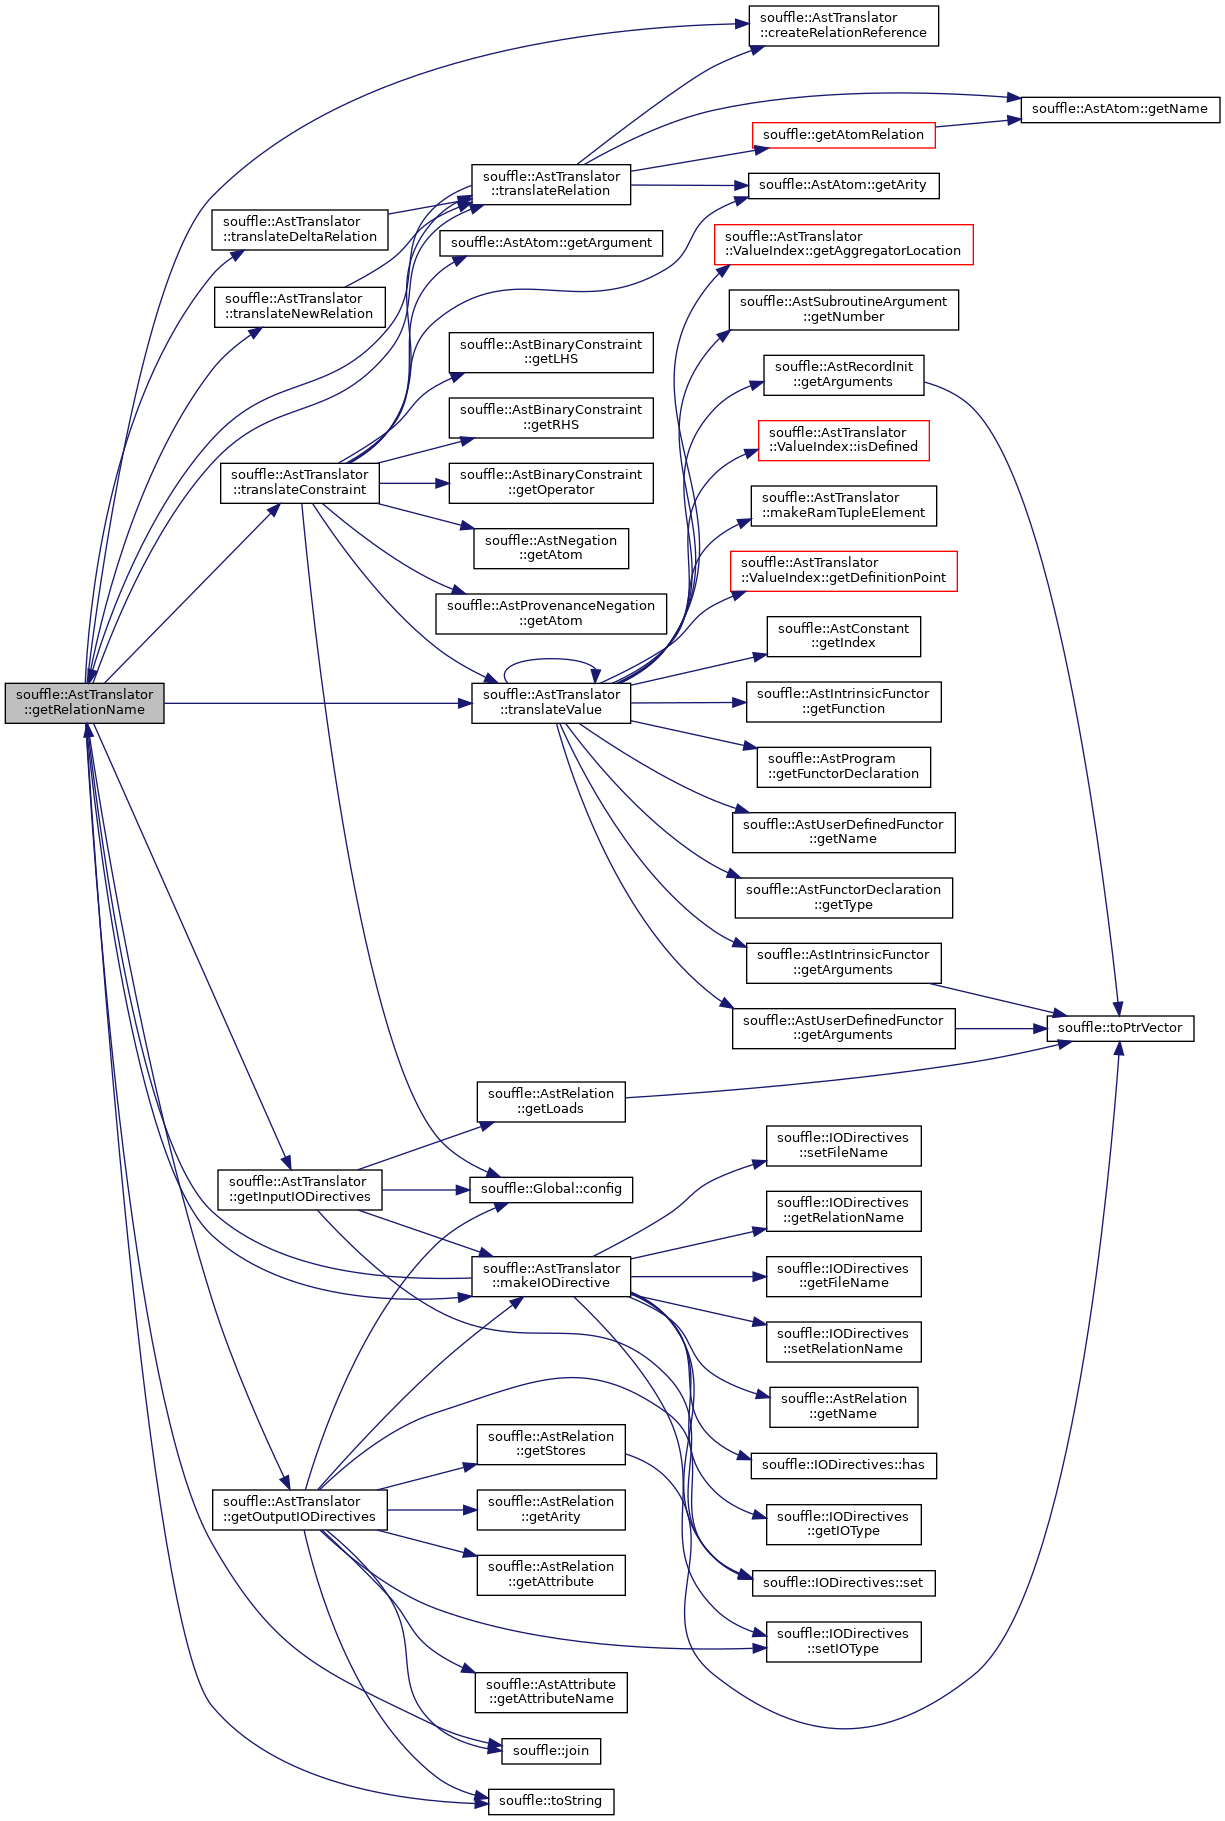 souffle::AstTranslator
::getRelationName
souffle::AstTranslator
::createRelationReference
souffle::AstAtom::getName
souffle::getAtomRelation
souffle::AstTranslator
::translateRelation
souffle::AstAtom::getArity
souffle::AstTranslator
::translateDeltaRelation
souffle::AstAtom::getArgument
souffle::AstTranslator
::ValueIndex::getAggregatorLocation
souffle::AstTranslator
::translateNewRelation
souffle::AstSubroutineArgument
::getNumber
souffle::AstBinaryConstraint
::getLHS
souffle::AstRecordInit
::getArguments
souffle::AstBinaryConstraint
::getRHS
souffle::AstTranslator
::ValueIndex::isDefined
souffle::AstTranslator
::translateConstraint
souffle::AstBinaryConstraint
::getOperator
souffle::AstTranslator
::makeRamTupleElement
souffle::AstNegation
::getAtom
souffle::AstTranslator
::ValueIndex::getDefinitionPoint
souffle::AstProvenanceNegation
::getAtom
souffle::AstConstant
::getIndex
souffle::AstTranslator
::translateValue
souffle::AstIntrinsicFunctor
::getFunction
souffle::AstProgram
::getFunctorDeclaration
souffle::AstUserDefinedFunctor
::getName
souffle::AstFunctorDeclaration
::getType
souffle::AstIntrinsicFunctor
::getArguments
souffle::AstUserDefinedFunctor
::getArguments
souffle::toPtrVector
souffle::AstRelation
::getLoads
souffle::IODirectives
::setFileName
souffle::AstTranslator
::getInputIODirectives
souffle::Global::config
souffle::IODirectives
::getRelationName
souffle::AstTranslator
::makeIODirective
souffle::IODirectives
::getFileName
souffle::IODirectives
::setRelationName
souffle::AstRelation
::getName
souffle::AstRelation
::getStores
souffle::IODirectives::has
souffle::AstTranslator
::getOutputIODirectives
souffle::AstRelation
::getArity
souffle::IODirectives
::getIOType
souffle::AstRelation
::getAttribute
souffle::IODirectives::set
souffle::IODirectives
::setIOType
souffle::AstAttribute
::getAttributeName
souffle::join
souffle::toString